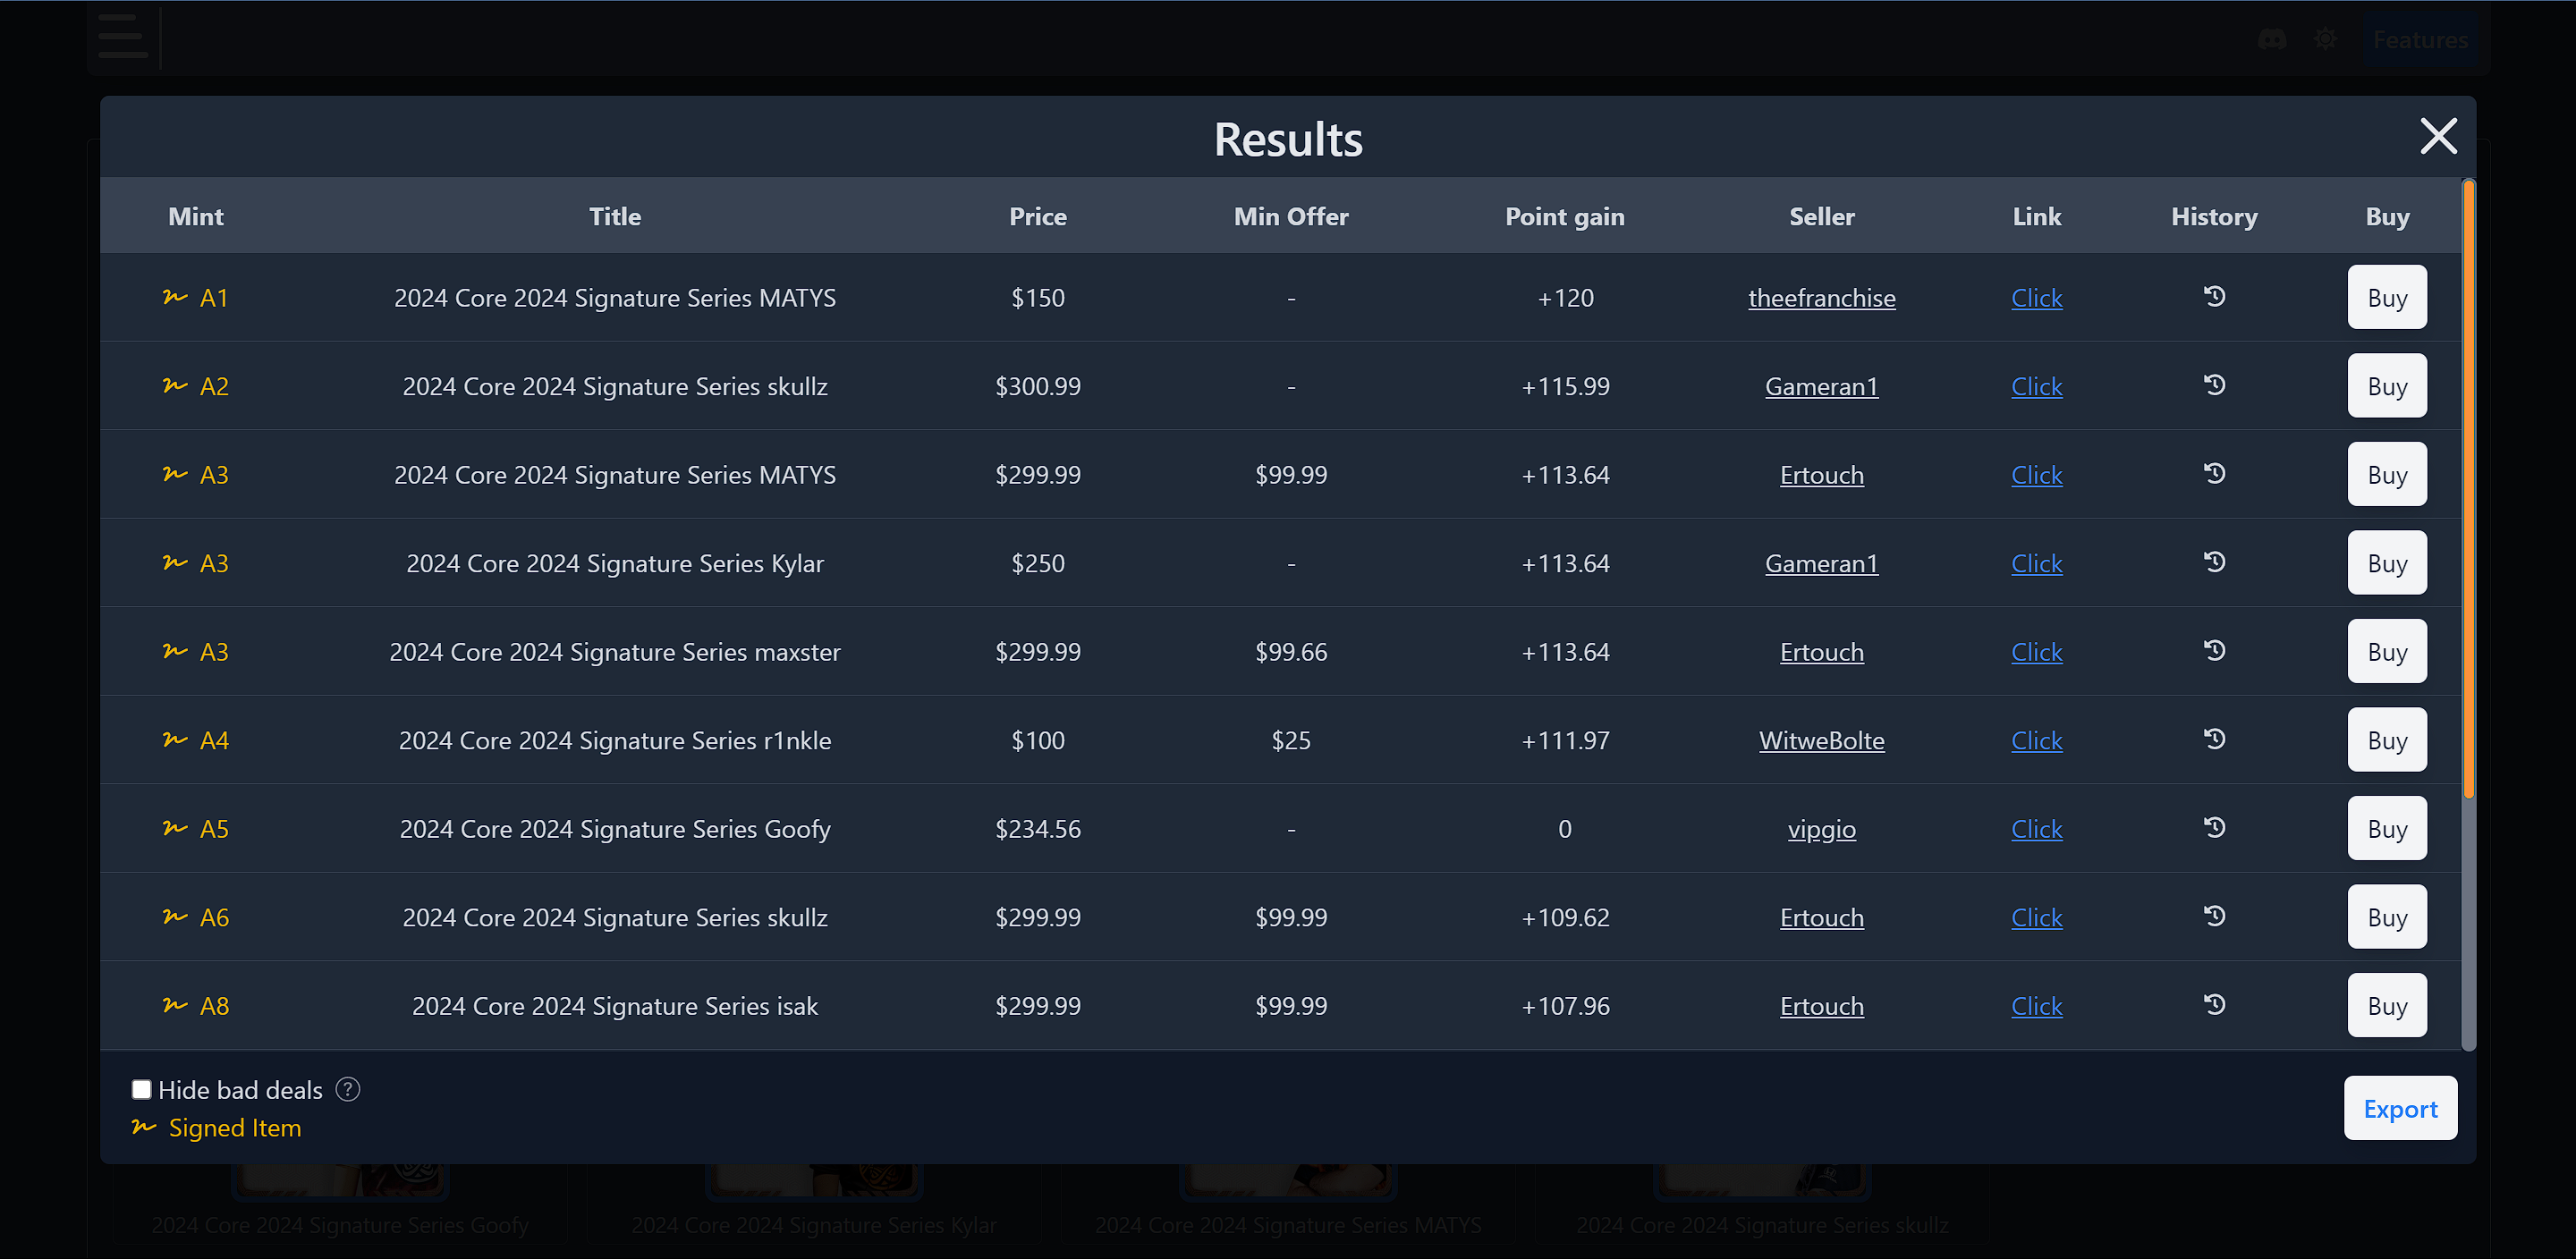 Features
Results
Mint Title Price Min Offer Point gain Seller Link History Buy
A1 2024 Core 2024 Signature Series MATYS $150 - +120 theefranchise Click Buy
A2 2024 Core 2024 Signature Series skullz $300.99 - +115.99 Gameran1 Click Buy
A3 2024 Core 2024 Signature Series MATYS $299.99 $99.99 +113.64 Ertouch Click Buy
A3 2024 Core 2024 Signature Series Kylar $250 - +113.64 Gameran1 Click Buy
A3 2024 Core 2024 Signature Series maxster $299.99 $99.66 +113.64 Ertouch Click Buy
A4 2024 Core 2024 Signature Series r1nkle $100 $25 +111.97 WitweBolte Click Buy
A5 2024 Core 2024 Signature Series Goofy $234.56 - 0 vipgio Click Buy
A6 2024 Core 2024 Signature Series skullz $299.99 $99.99 +109.62 Ertouch Click Buy
A8 2024 Core 2024 Signature Series isak $299.99 $99.99 +107.96 Ertouch Click Buy
Hide bad deals ?
Signed Item
Export
2024 Core 2024 Signature Series Goofy 2024 Core 2024 Signature Series Kylar 2024 Core 2024 Signature Series MATYS 2024 Core 2024 Signature Series skullz